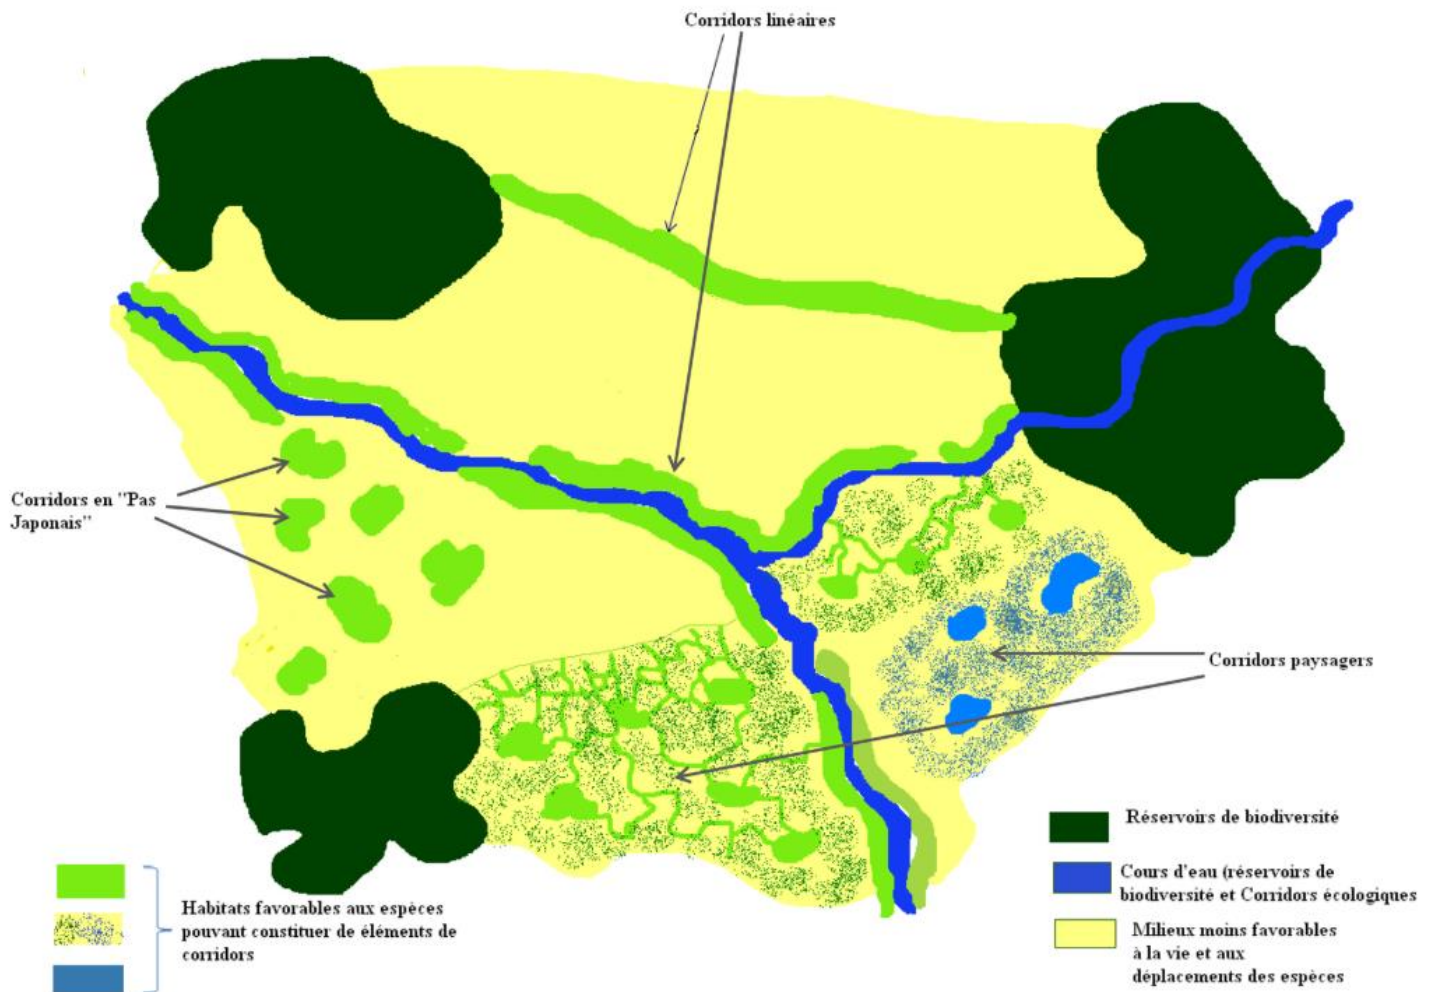 Corridors linéaires
Corridors en "Pas
Japonais"
Corridors paysagers
Réservoirs de biodiversité
Cours d'eau (réservoirs de
biodiversité et Corridors écologiques
Milieux moins favorables
à la vie et aux
déplacements des espèces
Habitats favorables aux espèces
pouvant constituer de éléments de
corridors